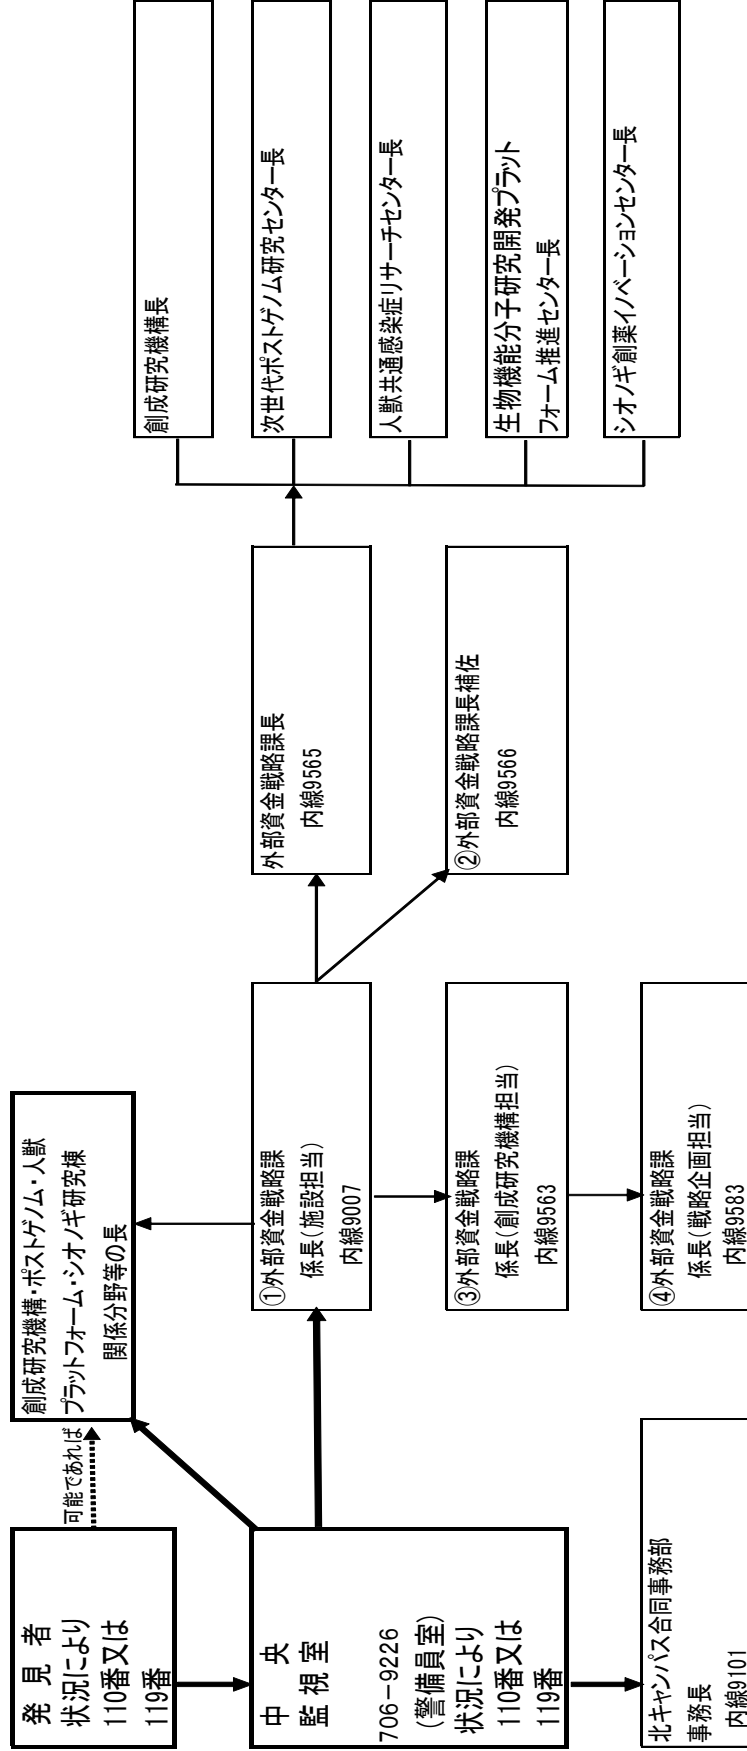 発 見 者
状況により
110番又は
119番
可能であれば
創成研究機構・ポストゲノム・人獣
プラットフォーム・シオノギ研究棟
関係分野等の長
中 央
監 視 室
706－9226
(警備員室)
状況により
110番又は
119番
北キャンパス合同事務部
事務長
内線9101
①外部資金戦略課
係長(施設担当)
内線9007
③外部資金戦略課
係長(創成研究機構担当)
内線9563
④外部資金戦略課
係長(戦略企画担当)
内線9583
外部資金戦略課長
内線9565
②外部資金戦略課長補佐
内線9566
創成研究機構長
次世代ポストゲノム研究センター長
人獣共通感染症リサーチセンター長
生物機能分子研究開発プラット
フォーム推進センター長
シオノギ創薬イノベーションセンター長